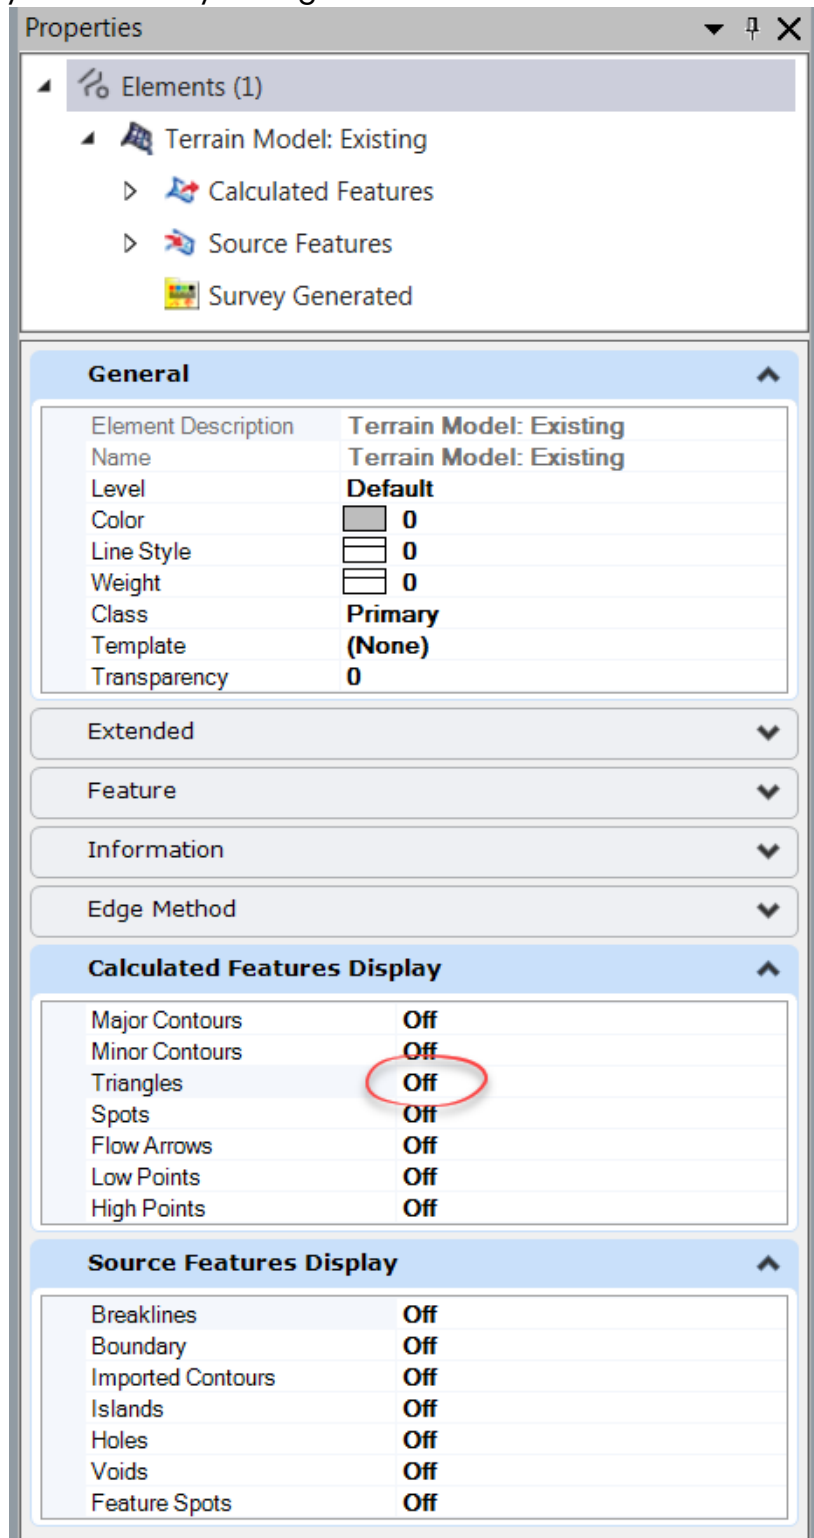 Properties
Elements (1)
Terrain Model: Existing
Calculated Features
Source Features
Survey Generated
General
Element Description Terrain Model: Existing
Name Terrain Model: Existing
Level Default
Color 0
Line Style 0
Weight 0
Class Primary
Template (None)
Transparency 0
Extended
Feature
Information
Edge Method
Calculated Features Display
Major Contours Off
Minor Contours Off
Triangles Off
Spots Off
Flow Arrows Off
Low Points Off
High Points Off
Source Features Display
Breaklines Off
Boundary Off
Imported Contours Off
Islands Off
Holes Off
Voids Off
Feature Spots Off